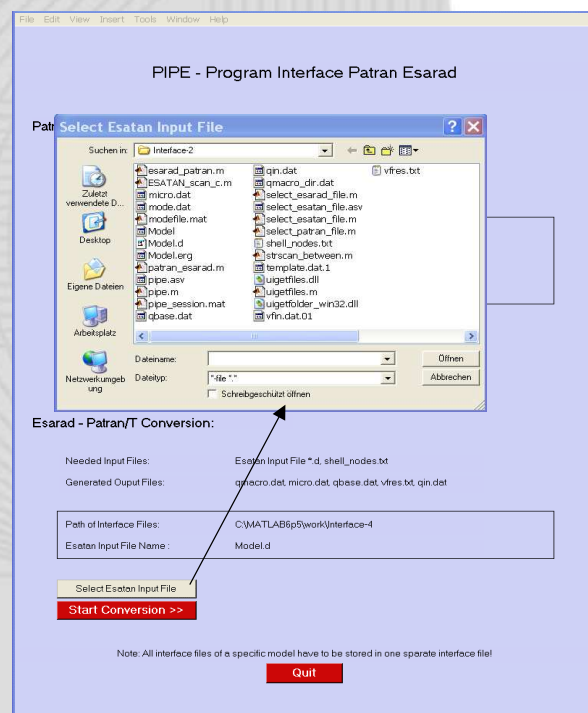 File Edit View Insert Tools Window Help
PIPE - Program Interface Patran Esarad
Patr
Select Esatan Input File
Suchen in: Interface-2
Zuletzt verwendete D...
Desktop
Eigene Dateien
Arbeitsplatz
Netzwerkumgeb ung
esarad_patran.m
ESATAN_scan_c.m
micro.dat
mode.dat
modefile.mat
Model
Model.d
Model.erg
patran_esarad.m
pipe.asv
pipe.m
pipe_session.mat
qbase.dat
qin.dat
qmacro_dir.dat
select_esarad_file.m
select_esatan_file.asv
select_esatan_file.m
select_patran_file.m
shell_nodes.txt
strscan_between.m
template.dat.1
uigetfiles.dll
uigetfiles.m
uigetfolder_win32.dll
vfin.dat.01
vfres.txt
Dateiname: Öffnen
Dateityp: "-file "." Abbrechen
Schreibgeschützt öffnen
Esarad - Patran/T Conversion:
Needed Input Files: Esatan Input File *.d, shell_nodes.txt
Generated Ouput Files: qmacro.dat, micro.dat, qbase.dat, vfres.txt, qin.dat
Path of Interface Files: C:\MATLAB6p5\work\Interface-4
Esatan Input File Name : Model.d
Select Esatan Input File
Start Conversion >>
Note: All interface files of a specific model have to be stored in one sparate interface file!
Quit